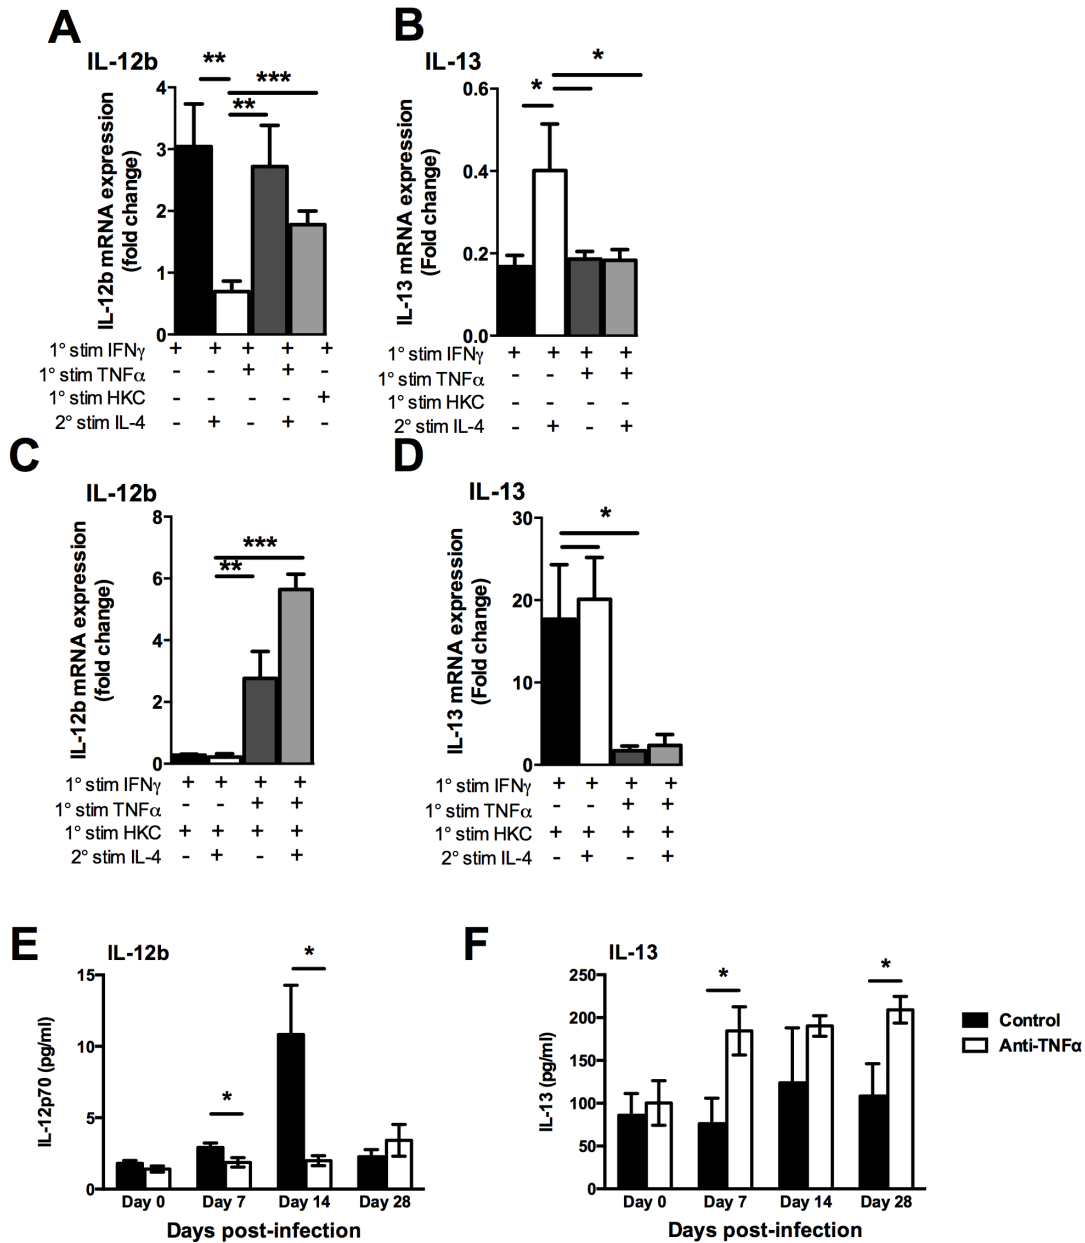 A
IL-12b
**
***
**
IL-12b mRNA expression
(fold change)
4
3
2
1
0
1° stim IFNγ + + + + +
1° stim TNFα - - + +
1° stim HKC - - - - +
2° stim IL-4 - + - + -
B
IL-13
*
*
IL-13 mRNA expression
(Fold change)
0.6
0.4
0.2
0.0
1° stim IFNγ + + + +
1° stim TNFα - - + +
1° stim HKC - - - -
2° stim IL-4 - + - +
C
IL-12b
***
**
IL-12b mRNA expression
(fold change)
8
6
4
2
0
1° stim IFNγ + + + +
1° stim TNFα - - + +
1° stim HKC + + + +
2° stim IL-4 - + - +
D
IL-13
*
IL-13 mRNA expression
(Fold change)
30
20
10
0
1° stim IFNγ + + + +
1° stim TNFα - - + +
1° stim HKC + + + +
2° stim IL-4 - + - +
E
IL-12b
*
*
IL-12p70 (pg/ml)
15
10
5
0
Day 0 Day 7 Day 14 Day 28
Days post-infection
F
IL-13
*
*
IL-13 (pg/ml)
250
200
150
100
50
0
Day 0 Day 7 Day 14 Day 28
Days post-infection
Control
Anti-TNFα